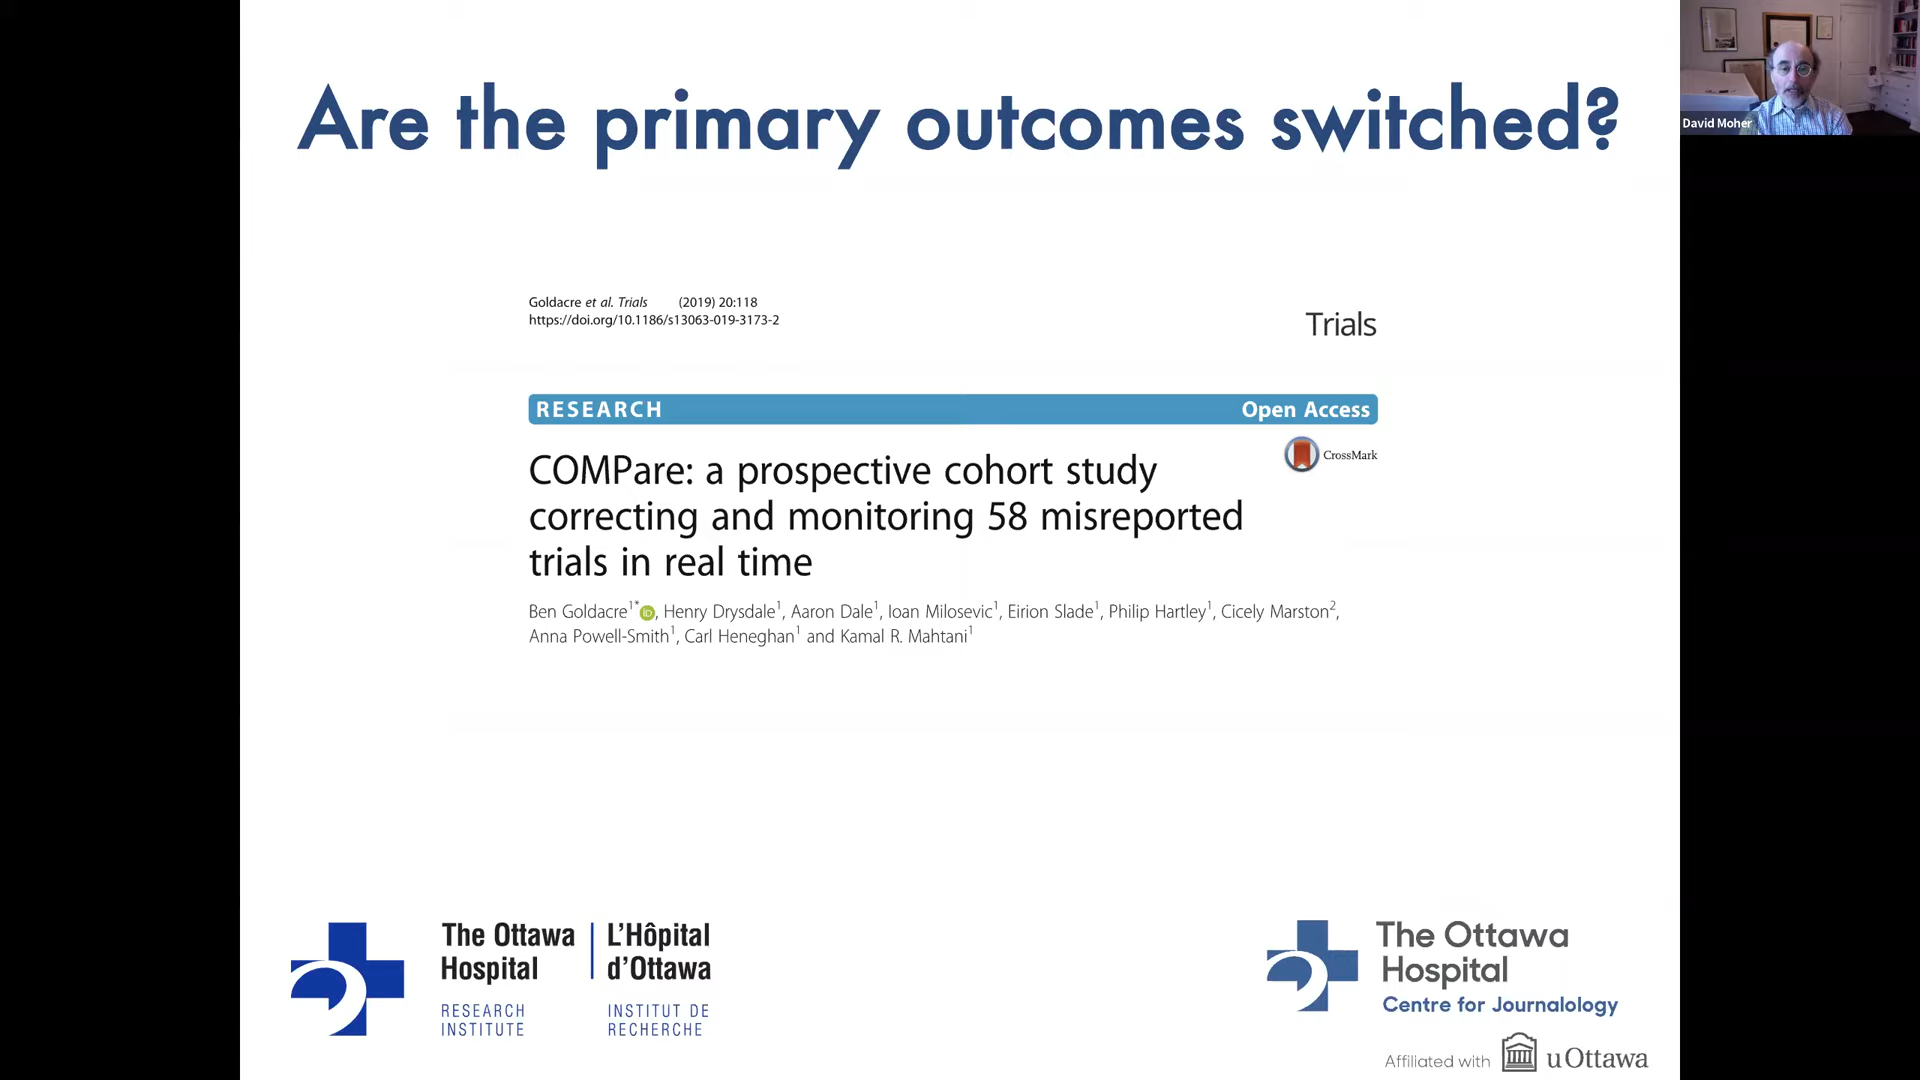 Are the primary outcomes switched?
David Moher
Goldacre et al. Trials (2019) 20:118
https://doi.org/10.1186/s13063-019-3173-2
Trials
RESEARCH Open Access
CrossMark
COMPare: a prospective cohort study
correcting and monitoring 58 misreported
trials in real time
Ben Goldacre1* iD, Henry Drysdale1, Aaron Dale1, Ioan Milosevic1, Eirion Slade1, Philip Hartley1, Cicely Marston2,
Anna Powell-Smith1, Carl Heneghan1 and Kamal R. Mahtani1
The Ottawa
Hospital
RESEARCH
INSTITUTE
L'Hôpital
d'Ottawa
INSTITUT DE
RECHERCHE
The Ottawa
Hospital
Centre for Journalology
Affiliated with uOttawa